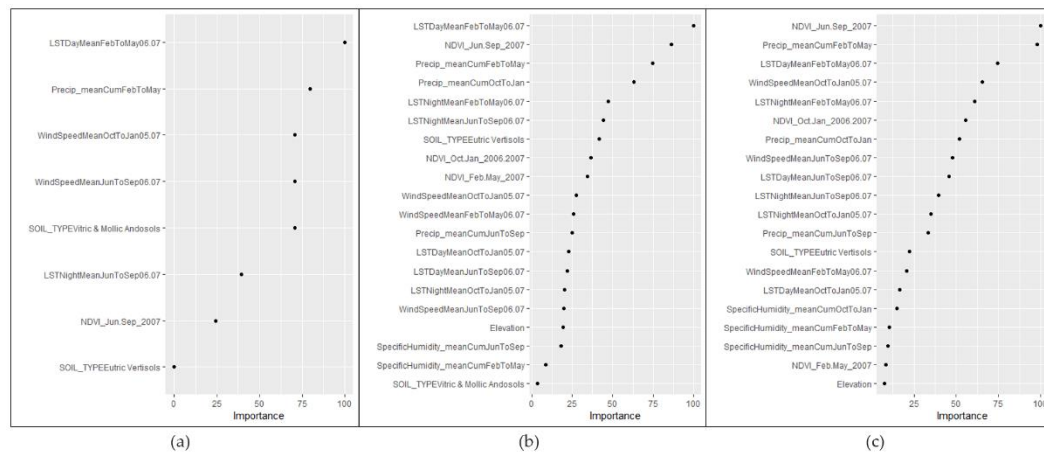 LSTDayMeanFebToMay06.07
Precip_meanCumFebToMay
WindSpeedMeanOctToJan05.07
WindSpeedMeanJunToSep06.07
SOIL_TYPEVitric & Mollic Andosols
LSTNightMeanJunToSep06.07
NDVI_Jun.Sep_2007
SOIL_TYPEEutric Vertisols
0 25 50 75 100
Importance
(a)
LSTDayMeanFebToMay06.07
NDVI_Jun.Sep_2007
Precip_meanCumFebToMay
Precip_meanCumOctToJan
LSTNightMeanFebToMay06.07
LSTNightMeanJunToSep06.07
SOIL_TYPEEutric Vertisols
NDVI_Oct.Jan_2006.2007
NDVI_Feb.May_2007
WindSpeedMeanOctToJan05.07
WindSpeedMeanFebToMay06.07
Precip_meanCumJunToSep
LSTDayMeanOctToJan05.07
LSTDayMeanJunToSep06.07
LSTNightMeanOctToJan05.07
WindSpeedMeanJunToSep06.07
Elevation
SpecificHumidity_meanCumJunToSep
SpecificHumidity_meanCumFebToMay
SOIL_TYPEVitric & Mollic Andosols
0 25 50 75 100
Importance
(b)
NDVI_Jun.Sep_2007
Precip_meanCumFebToMay
LSTDayMeanFebToMay06.07
WindSpeedMeanOctToJan05.07
LSTNightMeanFebToMay06.07
NDVI_Oct.Jan_2006.2007
Precip_meanCumOctToJan
WindSpeedMeanJunToSep06.07
LSTDayMeanJunToSep06.07
LSTNightMeanJunToSep06.07
LSTNightMeanOctToJan05.07
Precip_meanCumJunToSep
SOIL_TYPEEutric Vertisols
WindSpeedMeanFebToMay06.07
LSTDayMeanOctToJan05.07
SpecificHumidity_meanCumOctToJan
SpecificHumidity_meanCumFebToMay
SpecificHumidity_meanCumJunToSep
NDVI_Feb.May_2007
Elevation
25 50 75 100
Importance
(c)